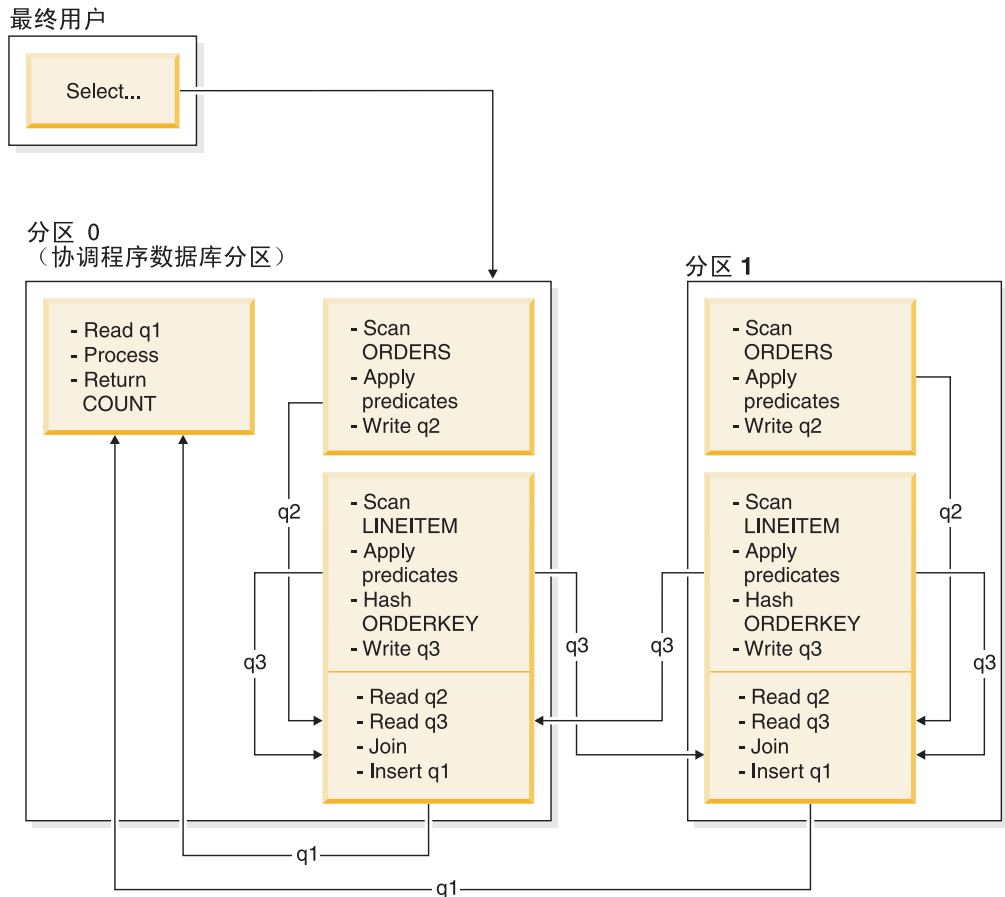 最终用户
Select...
分区 0
（协调程序数据库分区）
- Read q1
- Process
- Return
COUNT
- Scan
ORDERS
- Apply
predicates
- Write q2
q2
- Scan
LINEITEM
- Apply
predicates
- Hash
ORDERKEY
- Write q3
q3
q3
- Read q2
- Read q3
- Join
- Insert q1
q1
分区 1
- Scan
ORDERS
- Apply
predicates
- Write q2
q2
- Scan
LINEITEM
- Apply
predicates
- Hash
ORDERKEY
- Write q3
q3
q3
- Read q2
- Read q3
- Join
- Insert q1
q1